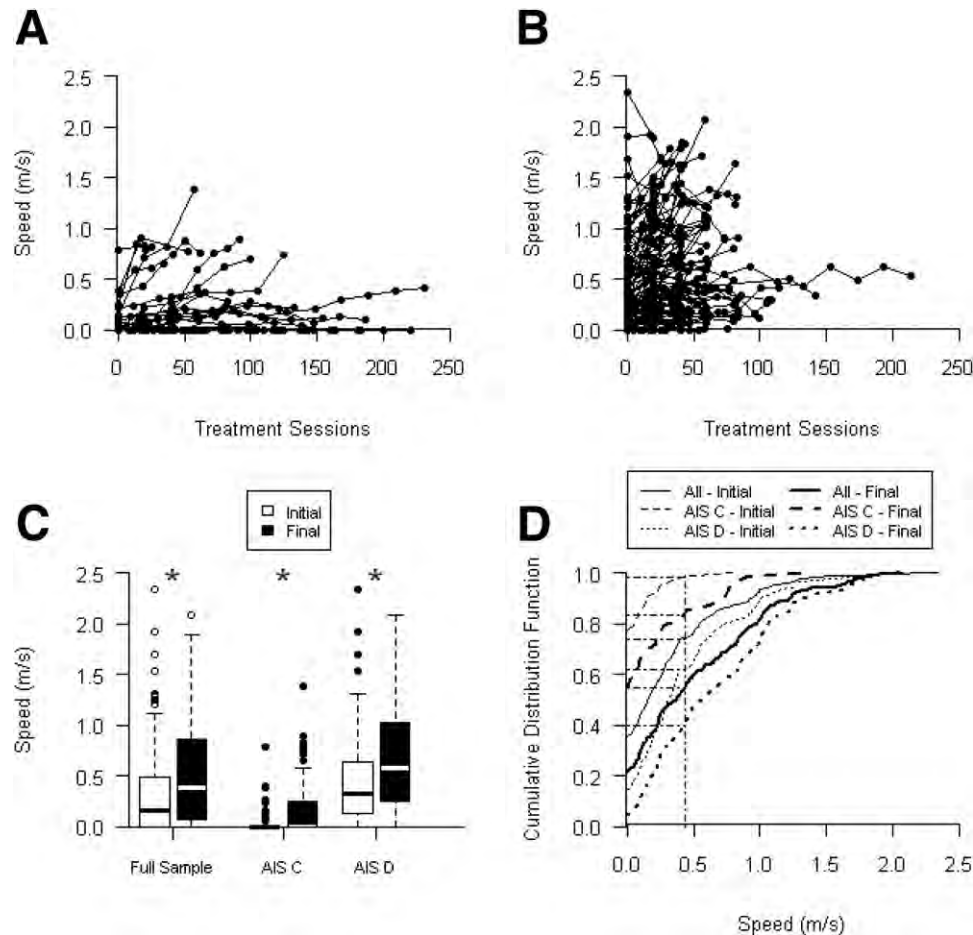 A
B
Speed (m/s)
2.5
2.0
1.5
1.0
0.5
0.0
0
50
100
150
200
250
Treatment Sessions
Speed (m/s)
2.5
2.0
1.5
1.0
0.5
0.0
0
50
100
150
200
250
Treatment Sessions
C
Initial
Final
Speed (m/s)
2.5
2.0
1.5
1.0
0.5
0.0
*
*
*
Full Sample
AIS C
AIS D
D
All - Initial
All - Final
AIS C - Initial
AIS C - Final
AIS D - Initial
AIS D - Final
Cumulative Distribution Function
1.0
0.8
0.6
0.4
0.2
0.0
0.0
0.5
1.0
1.5
2.0
2.5
Speed (m/s)